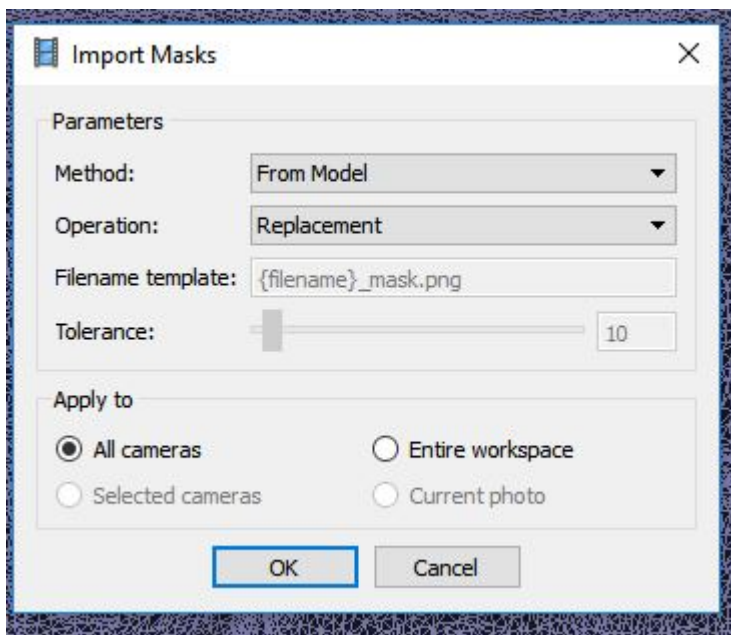 Import Masks
Parameters
Method: From Model
Operation: Replacement
Filename template: {filename}_mask.png
Tolerance: 10
Apply to
All cameras Entire workspace
Selected cameras Current photo
OK Cancel